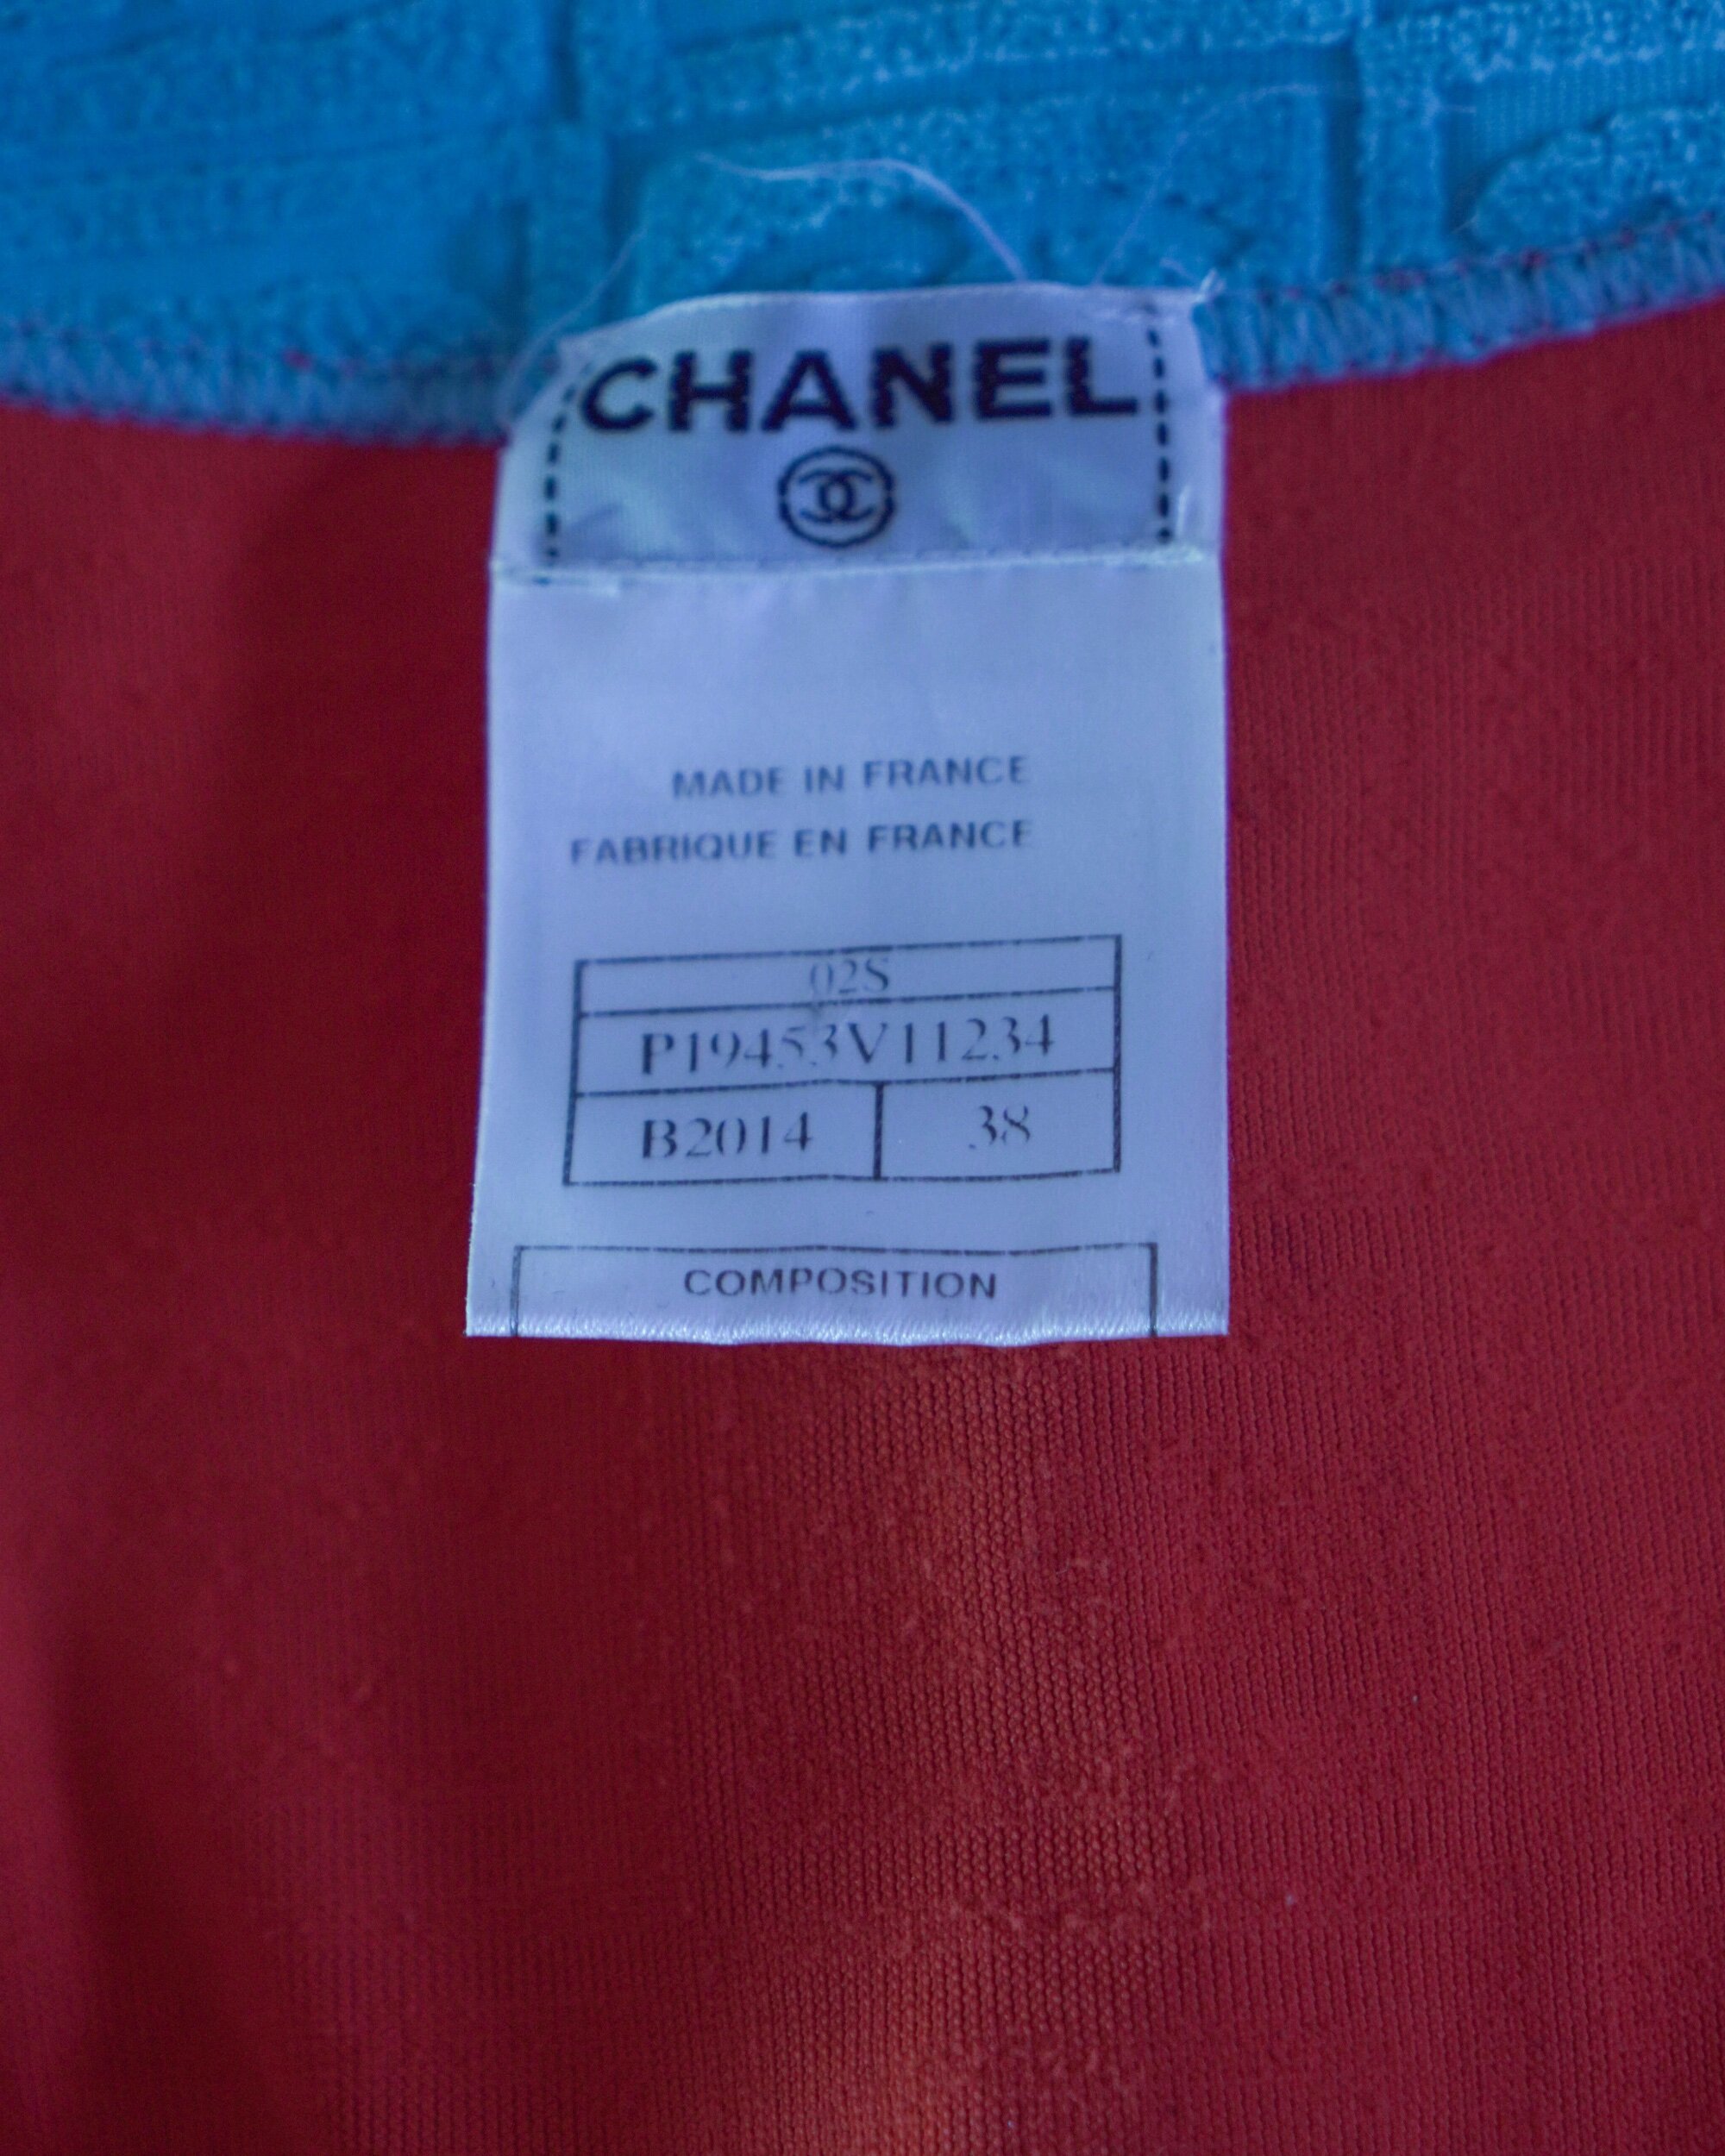 CHANEL
MADE IN FRANCE
FABRIQUE EN FRANCE
02S
P19453V11234
B2014 38
COMPOSITION